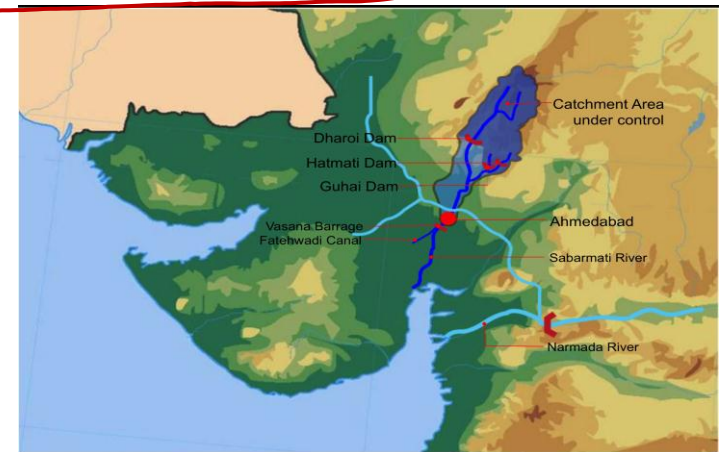 Catchment Area
under control
Dharoi Dam
Hatmati Dam
Guhai Dam
Vasana Barrage
Fatehwadi Canal
Ahmedabad
Sabarmati River
Narmada River